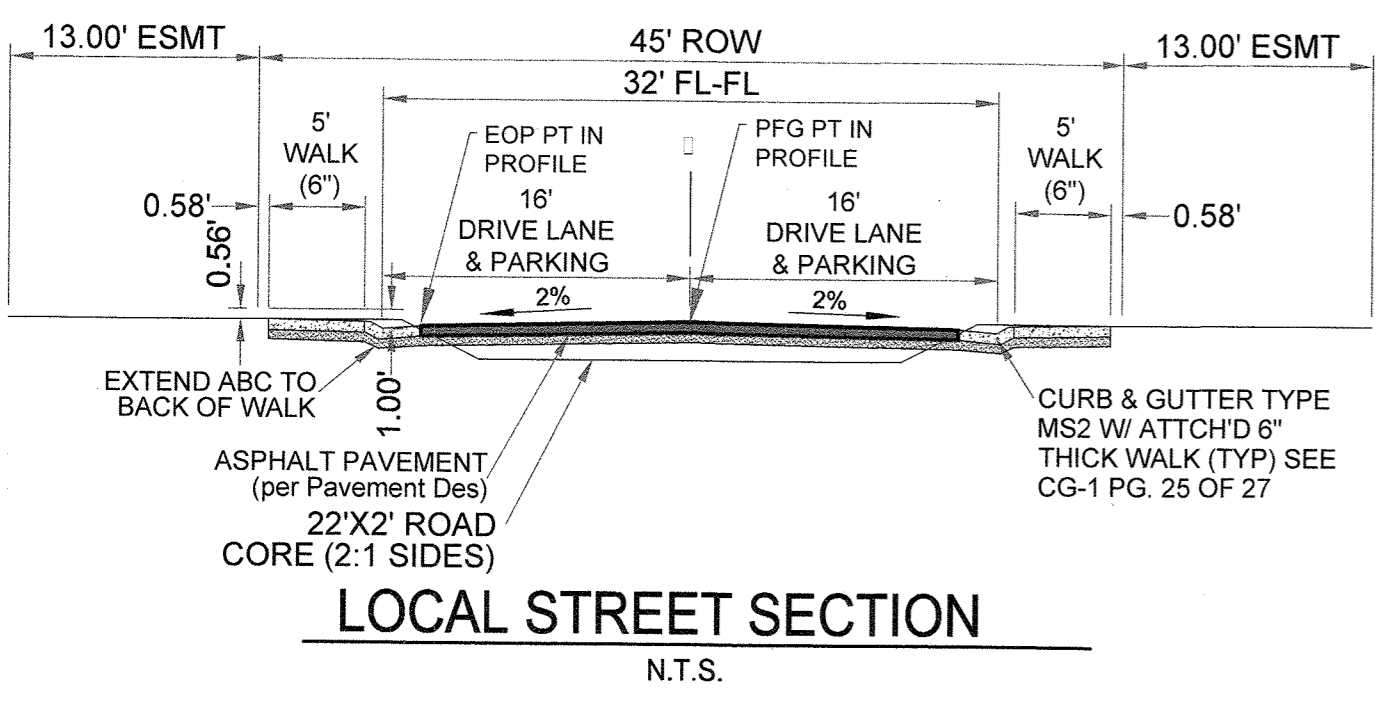 13.00' ESMT
45' ROW
13.00' ESMT
32' FL-FL
5'
WALK
(6")
EOP PT IN
PROFILE
PFG PT IN
PROFILE
5'
WALK
(6")
0.58'
0.56'
16'
DRIVE LANE
& PARKING
16'
DRIVE LANE
& PARKING
0.58'
2%
2%
EXTEND ABC TO
BACK OF WALK
1.00'
ASPHALT PAVEMENT
(per Pavement Des)
22'X2' ROAD
CORE (2:1 SIDES)
CURB & GUTTER TYPE
MS2 W/ ATTCH'D 6"
THICK WALK (TYP) SEE
CG-1 PG. 25 OF 27
LOCAL STREET SECTION
N.T.S.